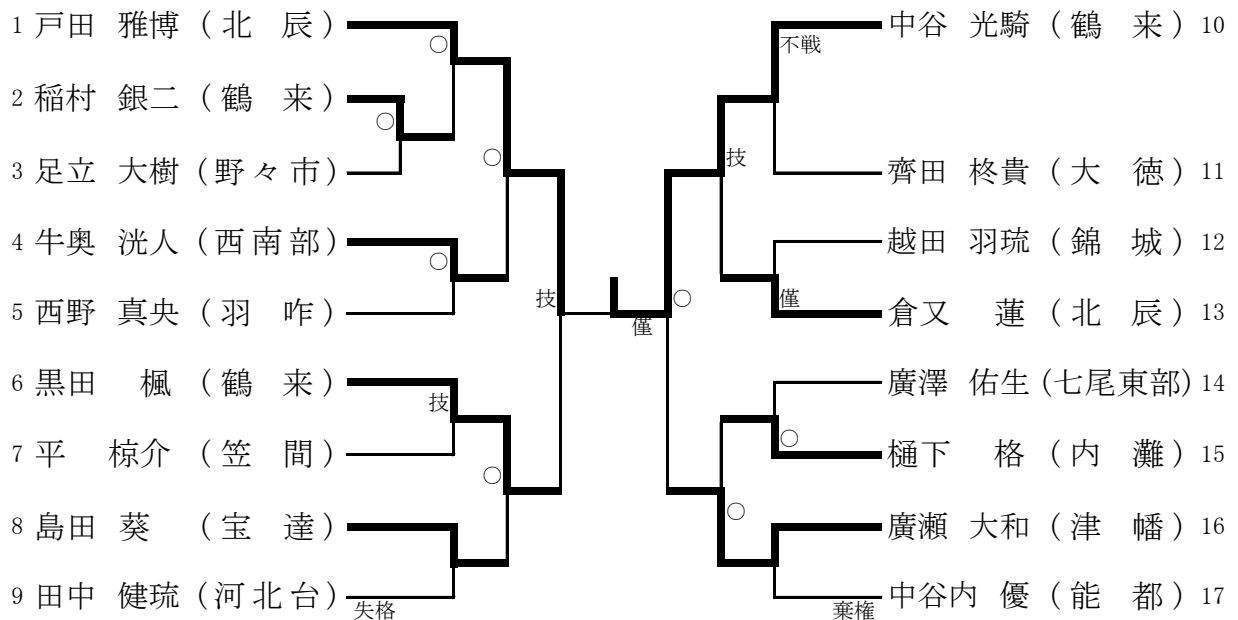 1 戸田 雅博 (北 辰)
○
2 稲村 銀二 (鶴 来)
○
3 足立 大樹 (野々市)
○
4 牛奥 洸人 (西南部)
○
5 西野 真央 (羽 咋)
技
6 黒田 楓 (鶴 来)
技
7 平 椋介 (笠 間)
○
8 島田 葵 (宝 達)
9 田中 健琉 (河北台) 失格
僅
中谷 光騎 (鶴 来) 10
不戦
技
齊田 柊貴 (大 徳) 11
越田 羽琉 (錦 城) 12
僅
倉又 蓮 (北 辰) 13
○
廣澤 佑生 (七尾東部) 14
○
樋下 格 (内 灘) 15
○
廣瀬 大和 (津 幡) 16
棄権 中谷内 優 (能 都) 17